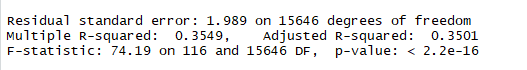 Residual standard error: 1.989 on 15646 degrees of freedom
Multiple R-squared:  0.3549,    Adjusted R-squared:  0.3501
F-statistic: 74.19 on 116 and 15646 DF,  p-value: < 2.2e-16